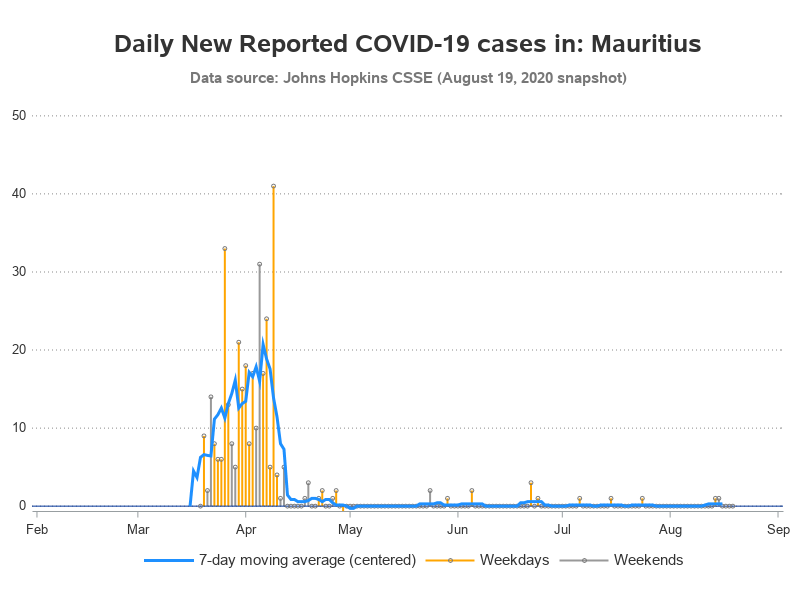 Daily New Reported COVID-19 cases in: Mauritius
Data source: Johns Hopkins CSSE (August 19, 2020 snapshot)
50
40
30
20
10
0
Feb Mar Apr May Jun Jul Aug Sep
7-day moving average (centered) Weekdays Weekends